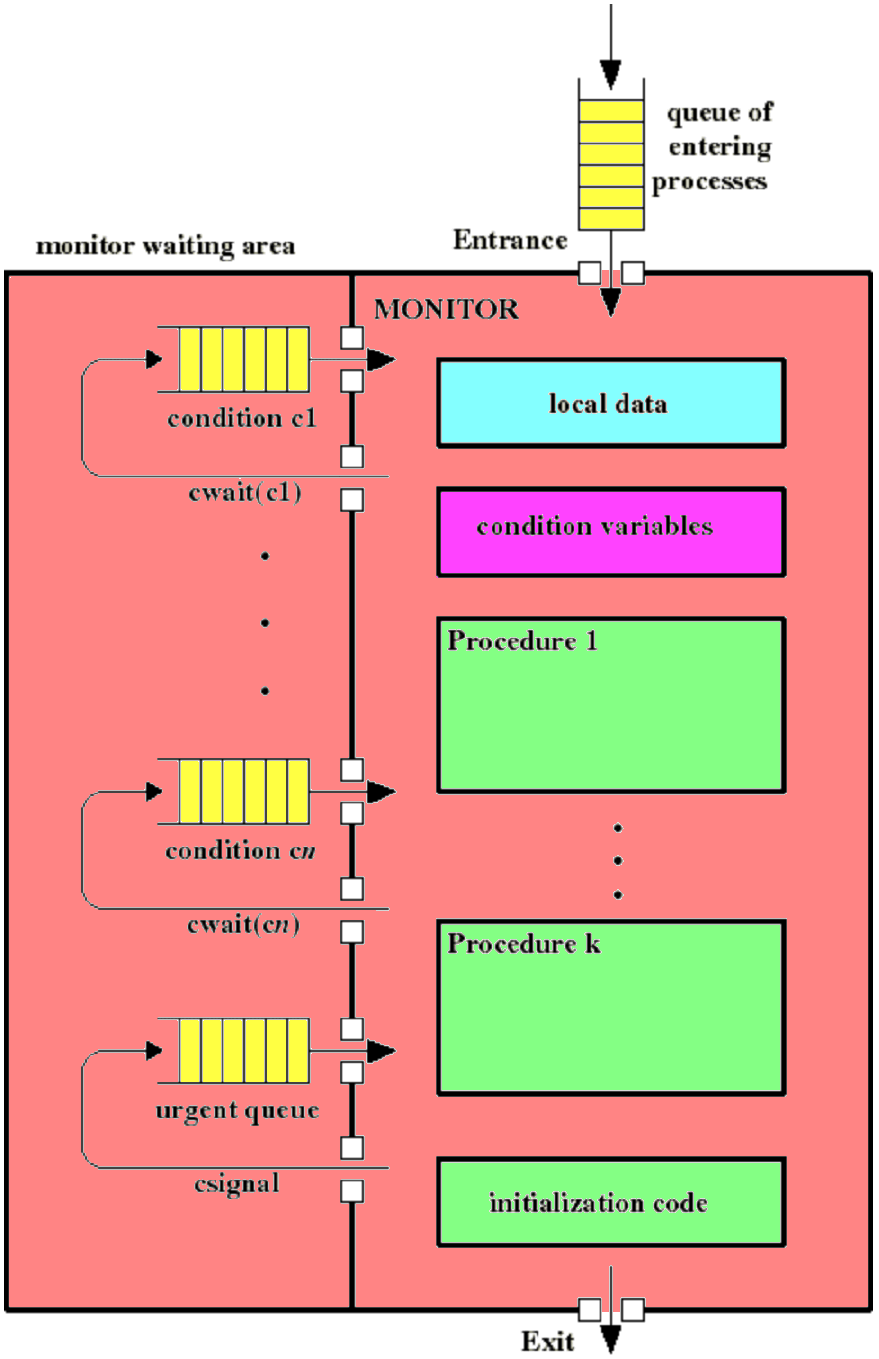 queue of
entering
processes
Entrance
monitor waiting area
MONITOR
condition c1
cwait(c1)
local data
condition variables
Procedure 1
condition cn
cwait(cn)
Procedure k
urgent queue
csignal
initialization code
Exit